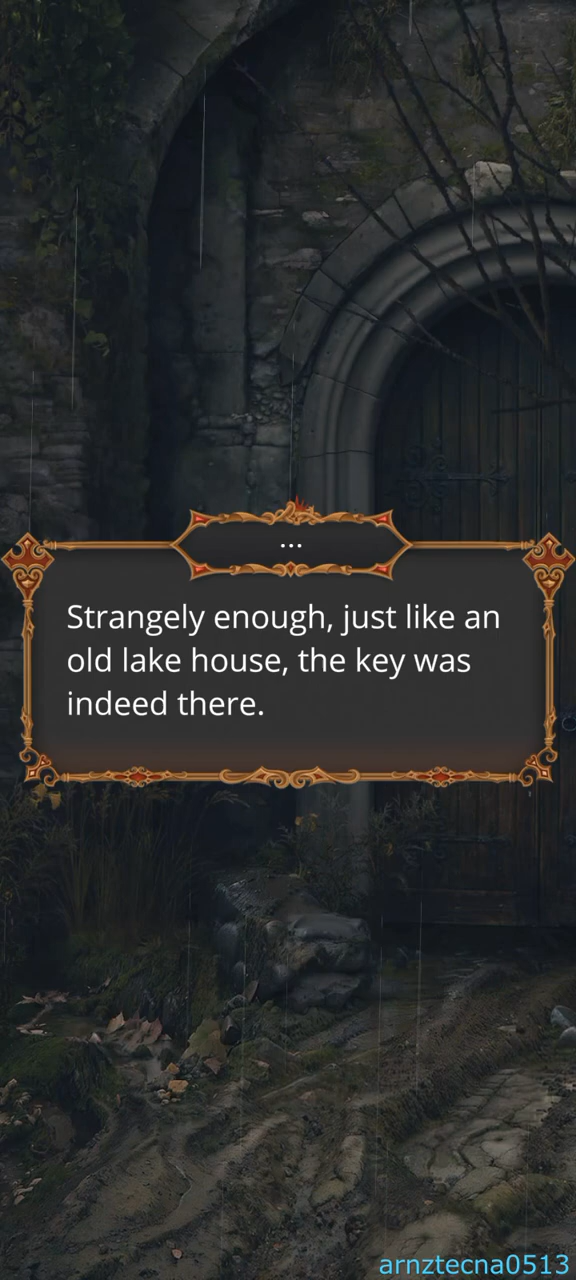 ...
Strangely enough, just like an
old lake house, the key was
indeed there.
arnztecna0513